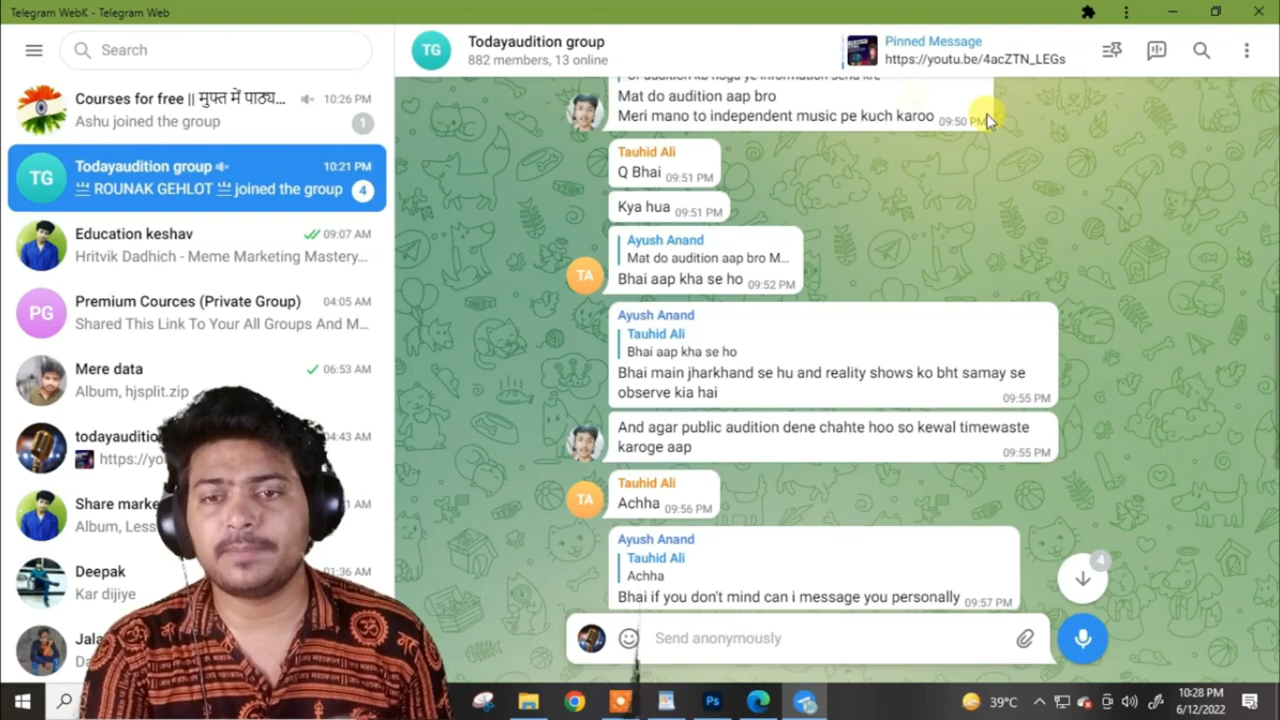 Telegram WebK - Telegram Web
Search
Courses for free || मुफ्त में पाठ्य...
10:26 PM
Ashu joined the group
1
TG
Todayaudition group
10:21 PM
ROUNAK GEHLOT
joined the group
4
Education keshav
09:07 AM
Hritvik Dadhich - Meme Marketing Mastery...
PG
Premium Cources (Private Group)
04:05 AM
Shared This Link To Your All Groups And M...
Mere data
06:53 AM
Album, hjsplit.zip
todayauditio
04:43 AM
https://yo
Share marke
AM
Album, Less
Deepak
01:36 AM
Kar dijiye
Jala
TG
Todayaudition group
882 members, 13 online
Pinned Message
https://youtu.be/4acZTN_LEGs
Mat do audition aap bro
Meri mano to independent music pe kuch karoo
09:50 PM
Tauhid Ali
Q Bhai 09:51 PM
Kya hua 09:51 PM
Ayush Anand
Mat do audition aap bro M...
TA
Bhai aap kha se ho 09:52 PM
Ayush Anand
Tauhid Ali
Bhai aap kha se ho
Bhai main jharkhand se hu and reality shows ko bht samay se
observe kia hai
09:55 PM
And agar public audition dene chahte hoo so kewal timewaste
karoge aap
09:55 PM
Tauhid Ali
TA
Achha 09:56 PM
Ayush Anand
Tauhid Ali
Achha
Bhai if you don't mind can i message you personally 09:57 PM
4
Send anonymously
Ps
39°C
10:28 PM
6/12/2022